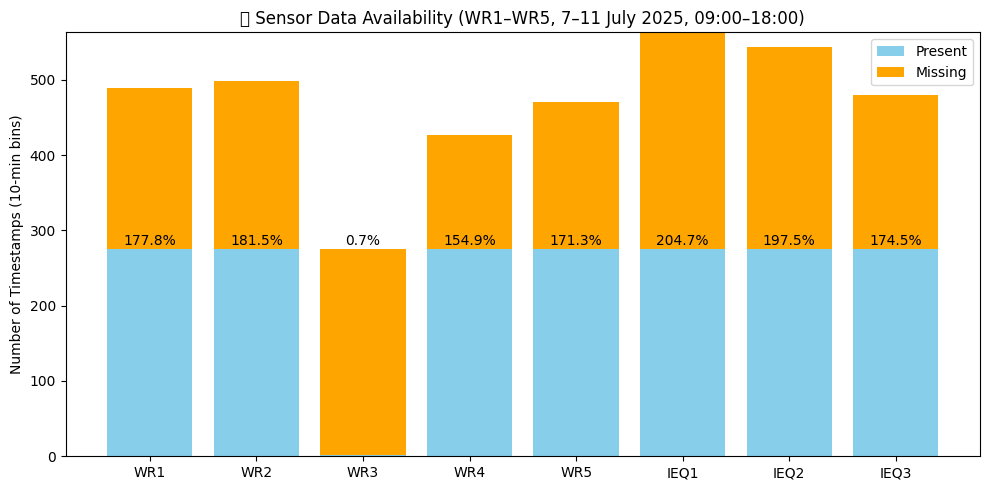 ▯ Sensor Data Availability (WR1–WR5, 7–11 July 2025, 09:00–18:00)
Present
Missing
Number of Timestamps (10-min bins)
500
400
300
200
100
0
177.8%
181.5%
0.7%
154.9%
171.3%
204.7%
197.5%
174.5%
WR1
WR2
WR3
WR4
WR5
IEQ1
IEQ2
IEQ3